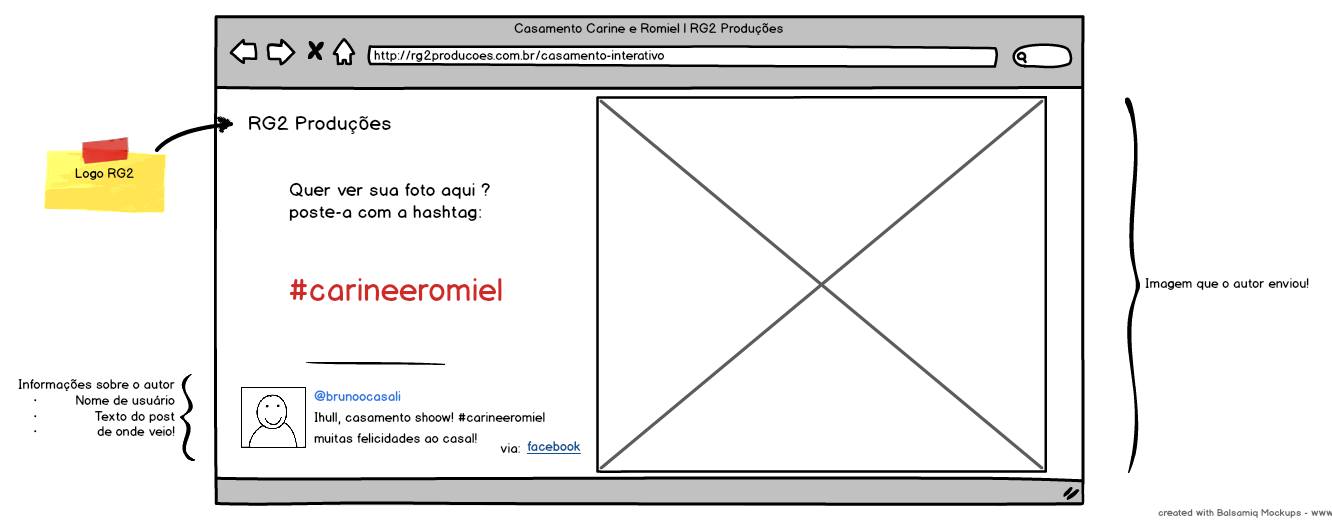 Casamento Carine e Romiel | RG2 Produções
http://rg2producoes.com.br/casamento-interativo
RG2 Produções
Logo RG2
Quer ver sua foto aqui ?
poste-a com a hashtag:
#carineeromiel
Imagem que o autor enviou!
Informações sobre o autor
· Nome de usuário
· Texto do post
· de onde veio!
@brunoocasali
Ihull, casamento shoow! #carineeromiel
muitas felicidades ao casal!
via: facebook
created with Balsamiq Mockups - www